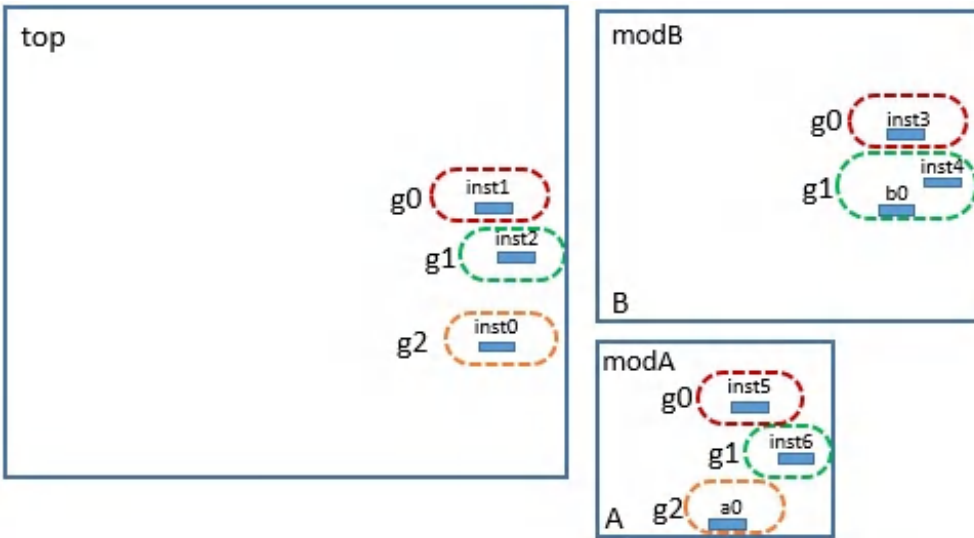 top
g0
inst1
g1
inst2
g2
inst0
modB
g0
inst3
g1
inst4
b0
B
modA
g0
inst5
g1
inst6
g2
a0
A